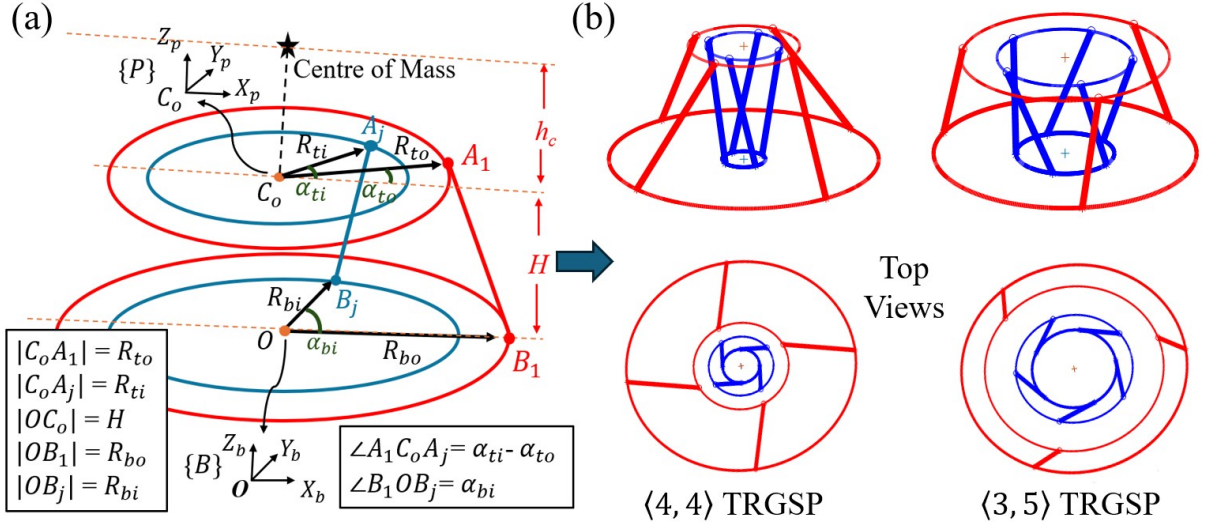 (a)
Z_p
Y_p
{P}
X_p
C_o
Centre of Mass
h_c
A_j
R_ti
R_to
A_1
C_o
α_ti
α_to
H
R_bi
B_j
O
α_bi
R_bo
B_1
|C_oA_1| = R_to
|C_oA_j| = R_ti
|OC_o| = H
|OB_1| = R_bo
|OB_j| = R_bi
Z_b
Y_b
{B}
O
X_b
∠A_1C_oA_j= α_ti- α_to
∠B_1OB_j= α_bi
(b)
Top
Views
⟨4, 4⟩ TRGSP
⟨3, 5⟩ TRGSP